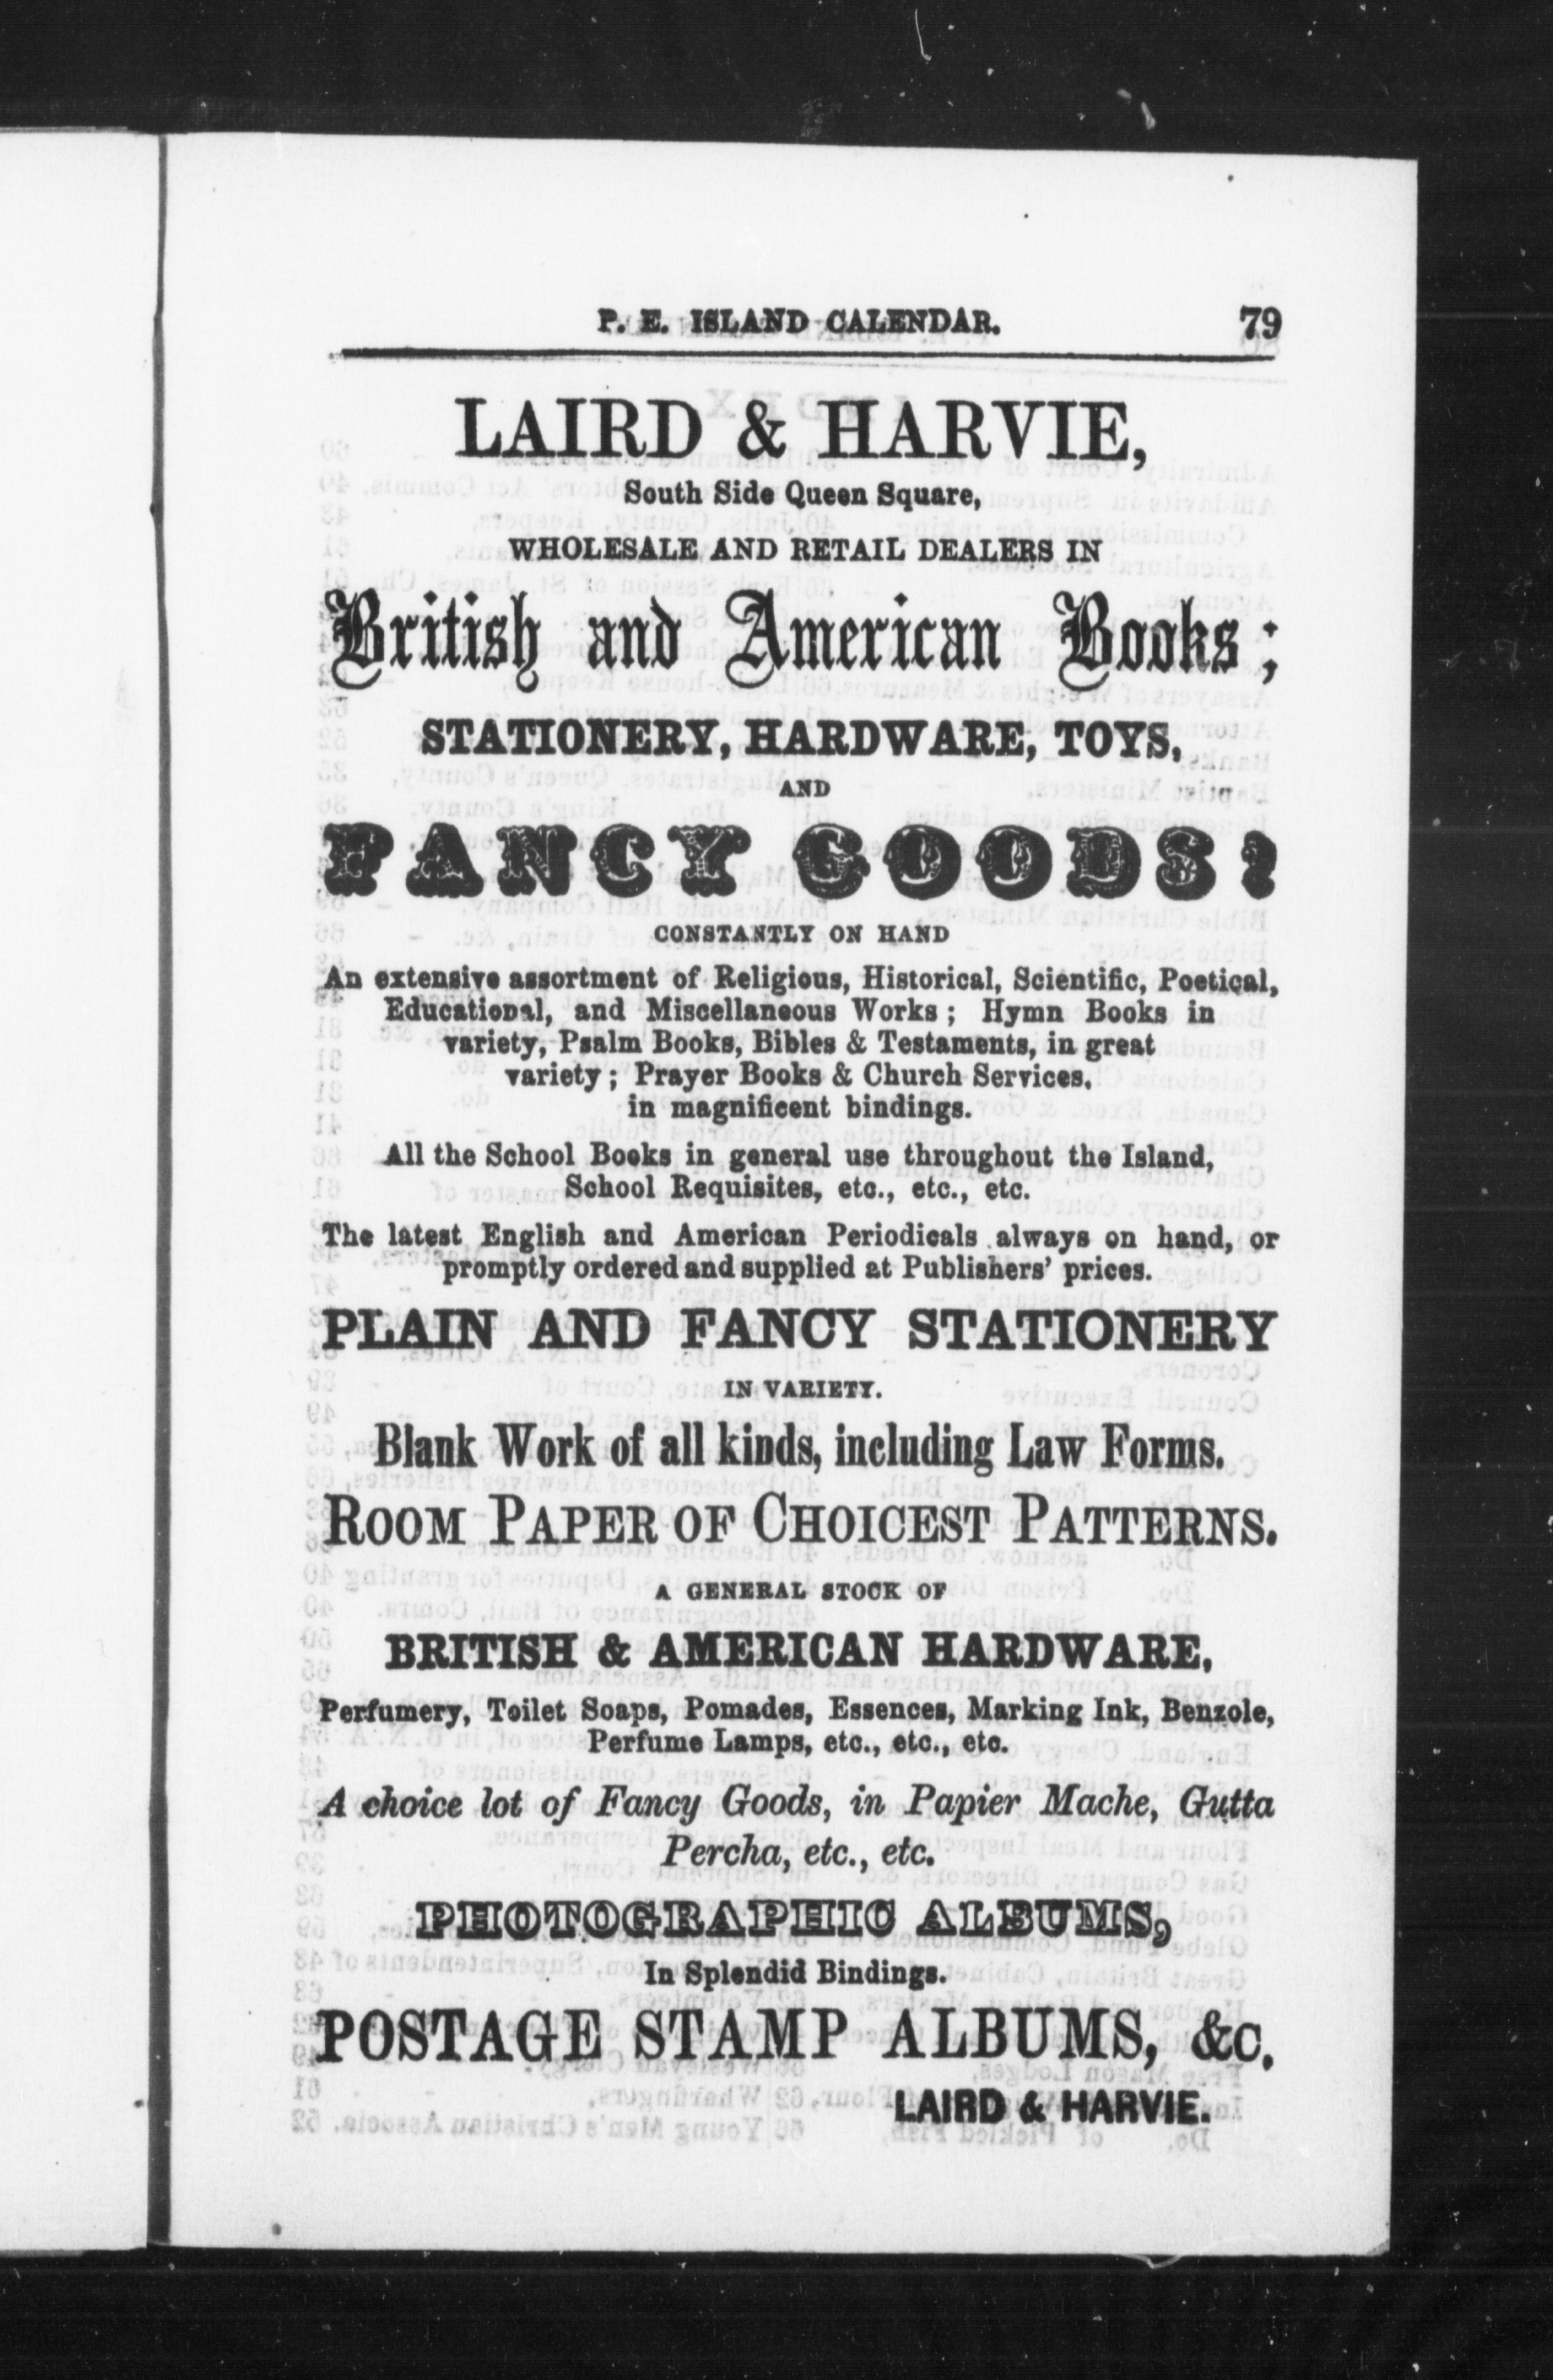 P. E. ISLAND CALENDAR. 79
LAIRD & HARVIE,
South Side Queen Square,
WHOLESALE AND RETAIL DEALERS IN
British and American Books;
STATIONERY, HARDWARE, TOYS,
AND
FANCY GOODS!
CONSTANTLY ON HAND
An extensive assortment of Religious, Historical, Scientific, Poetical,
Educational, and Miscellaneous Works; Hymn Books in
variety, Psalm Books, Bibles & Testaments, in great
variety; Prayer Books & Church Services,
in magnificent bindings.
All the School Books in general use throughout the Island,
School Requisites, etc., etc., etc.
The latest English and American Periodicals always on hand, or
promptly ordered and supplied at Publishers' prices.
PLAIN AND FANCY STATIONERY
IN VARIETY.
Blank Work of all kinds, including Law Forms.
ROOM PAPER OF CHOICEST PATTERNS.
A GENERAL STOCK OF
BRITISH & AMERICAN HARDWARE,
Perfumery, Toilet Soaps, Pomades, Essences, Marking Ink, Benzole,
Perfume Lamps, etc., etc., etc.
A choice lot of Fancy Goods, in Papier Mache, Gutta
Percha, etc., etc.
PHOTOGRAPHIC ALBUMS,
In Splendid Bindings.
POSTAGE STAMP ALBUMS, &c.
LAIRD & HARVIE.